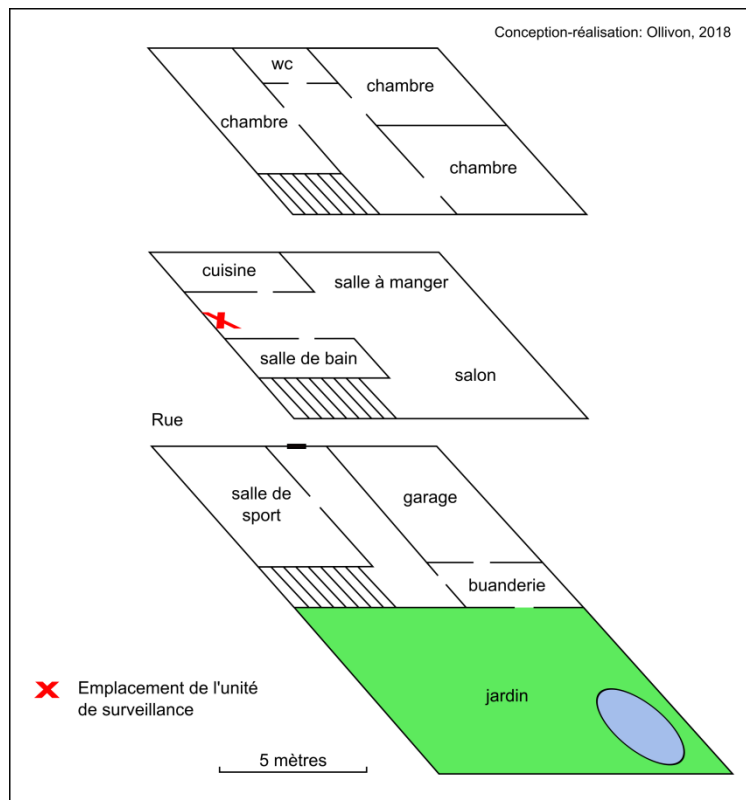 Conception-réalisation: Ollivon, 2018
wc
chambre
chambre
chambre
cuisine
salle à manger
salle de bain
salon
Rue
salle de
sport
garage
buanderie
jardin
Emplacement de l'unité
de surveillance
5 mètres